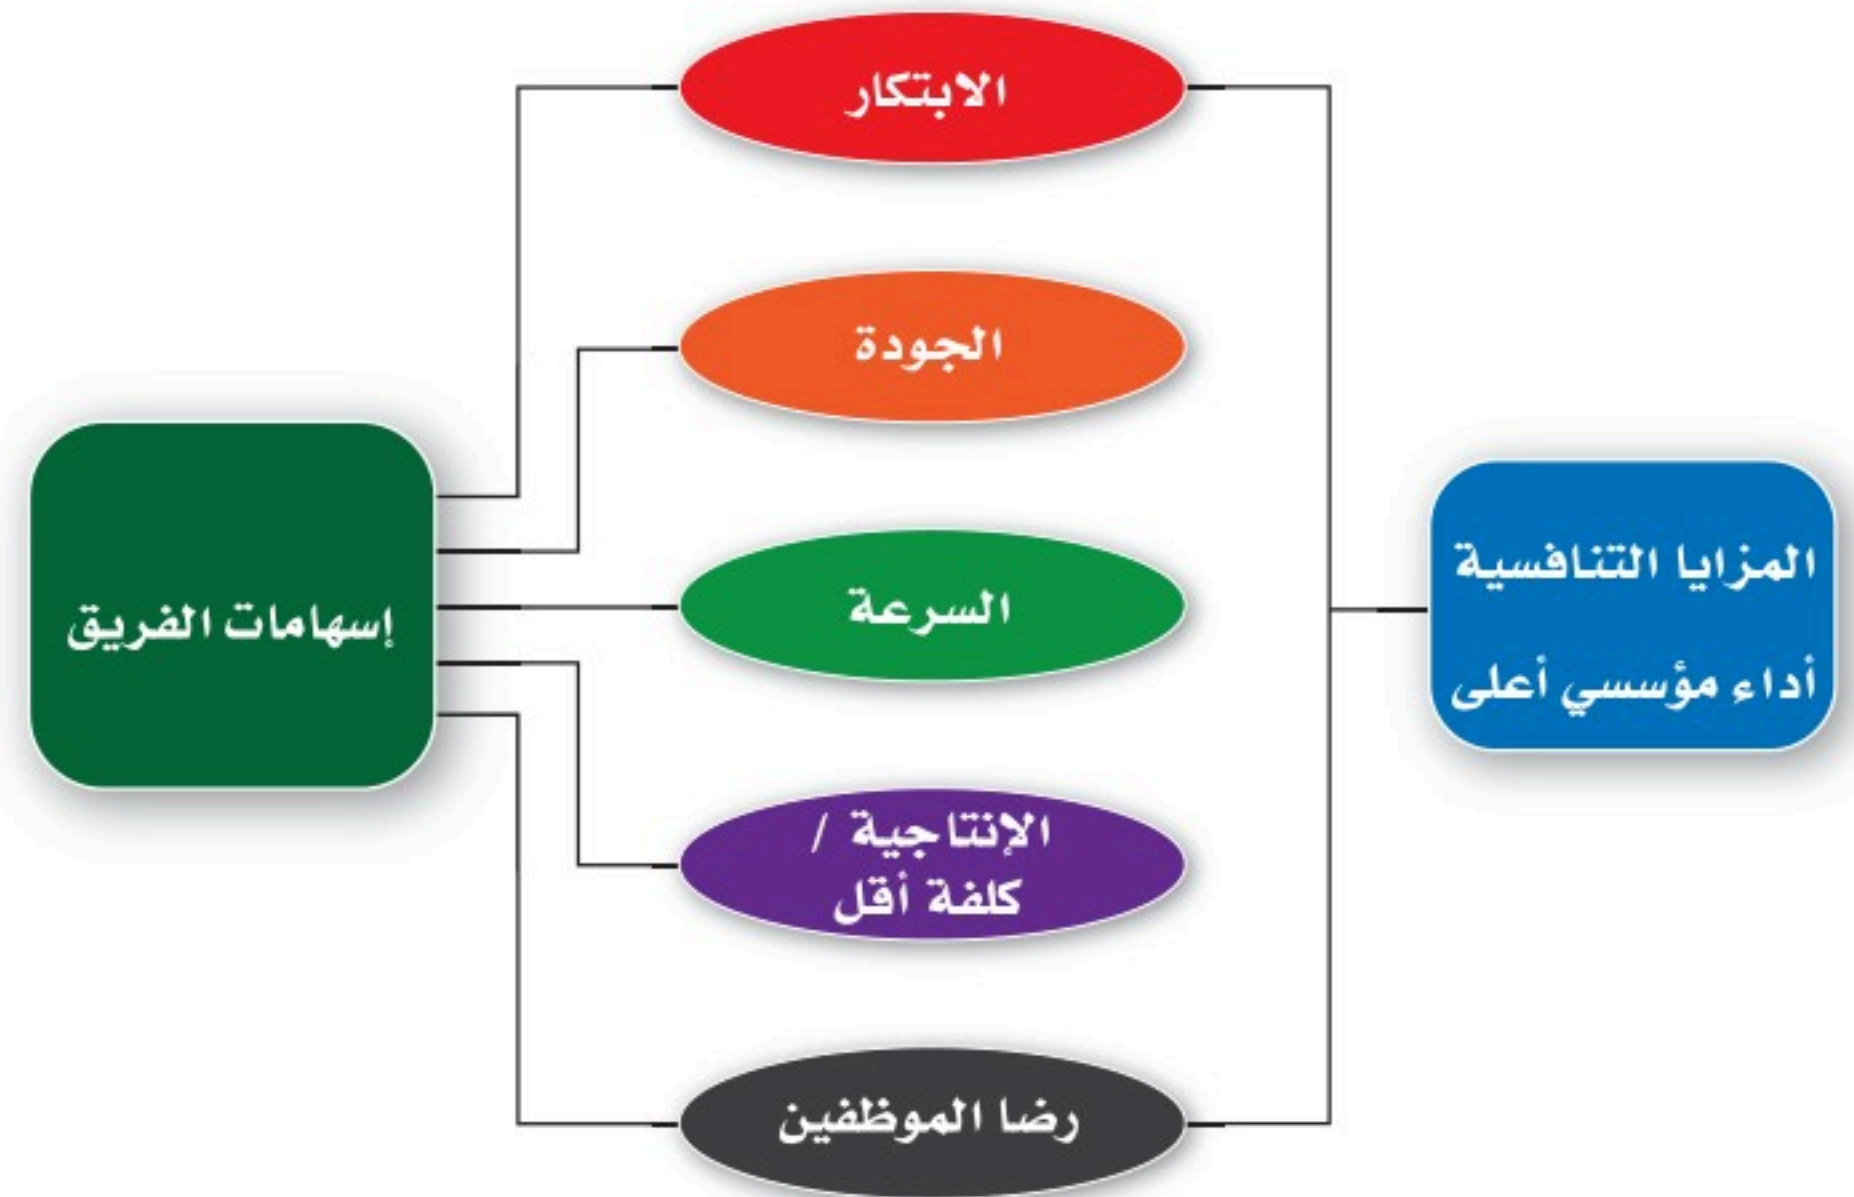 الابتكار
الجودة
السرعة
الإنتاجية /
كلفة أقل
رضا الموظفين
المزايا التنافسية
أداء مؤسسي أعلى
إسهامات الفريق